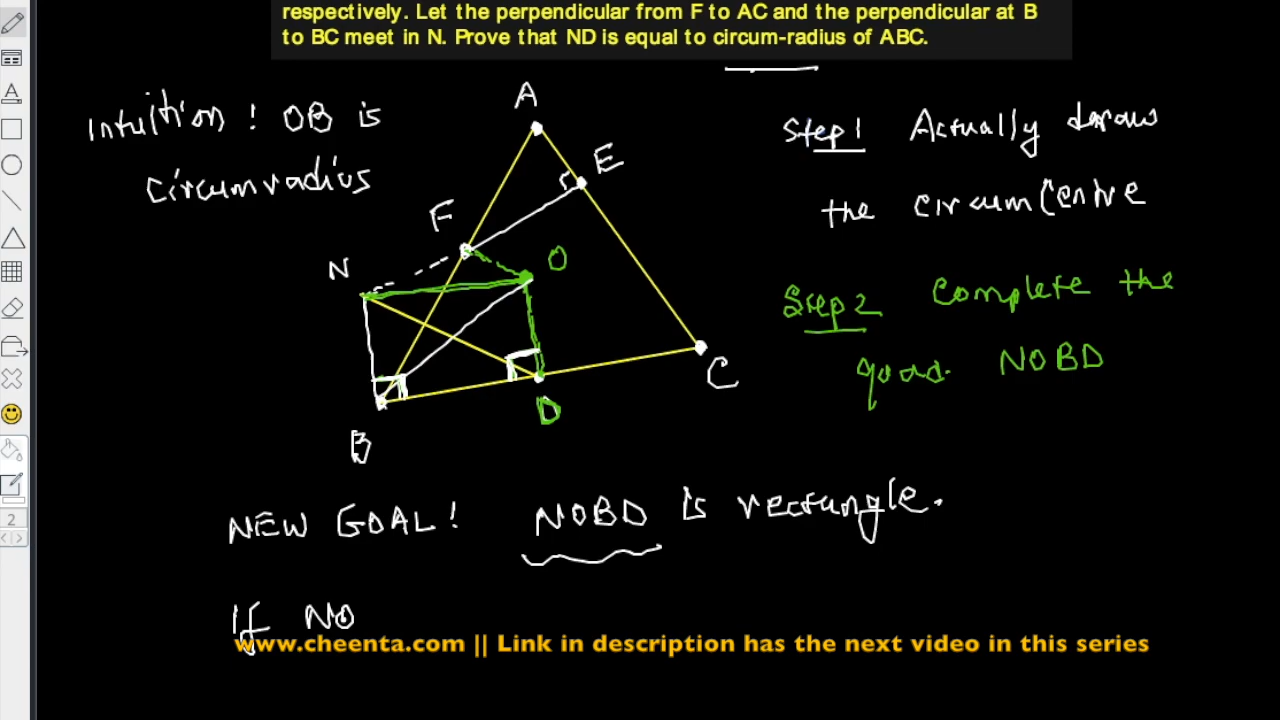 respectively. Let the perpendicular from F to AC and the perpendicular at B
to BC meet in N. Prove that ND is equal to circum-radius of ABC.
Intuition! OB is
circumradius
A
E
F
N
O
B
D
C
Step 1 Actually draw
the circumcentre
Step 2 complete the
quad. NOBD
NEW GOAL! NOBD is rectangle.
If NO
www.cheenta.com || Link in description has the next video in this series
A
2